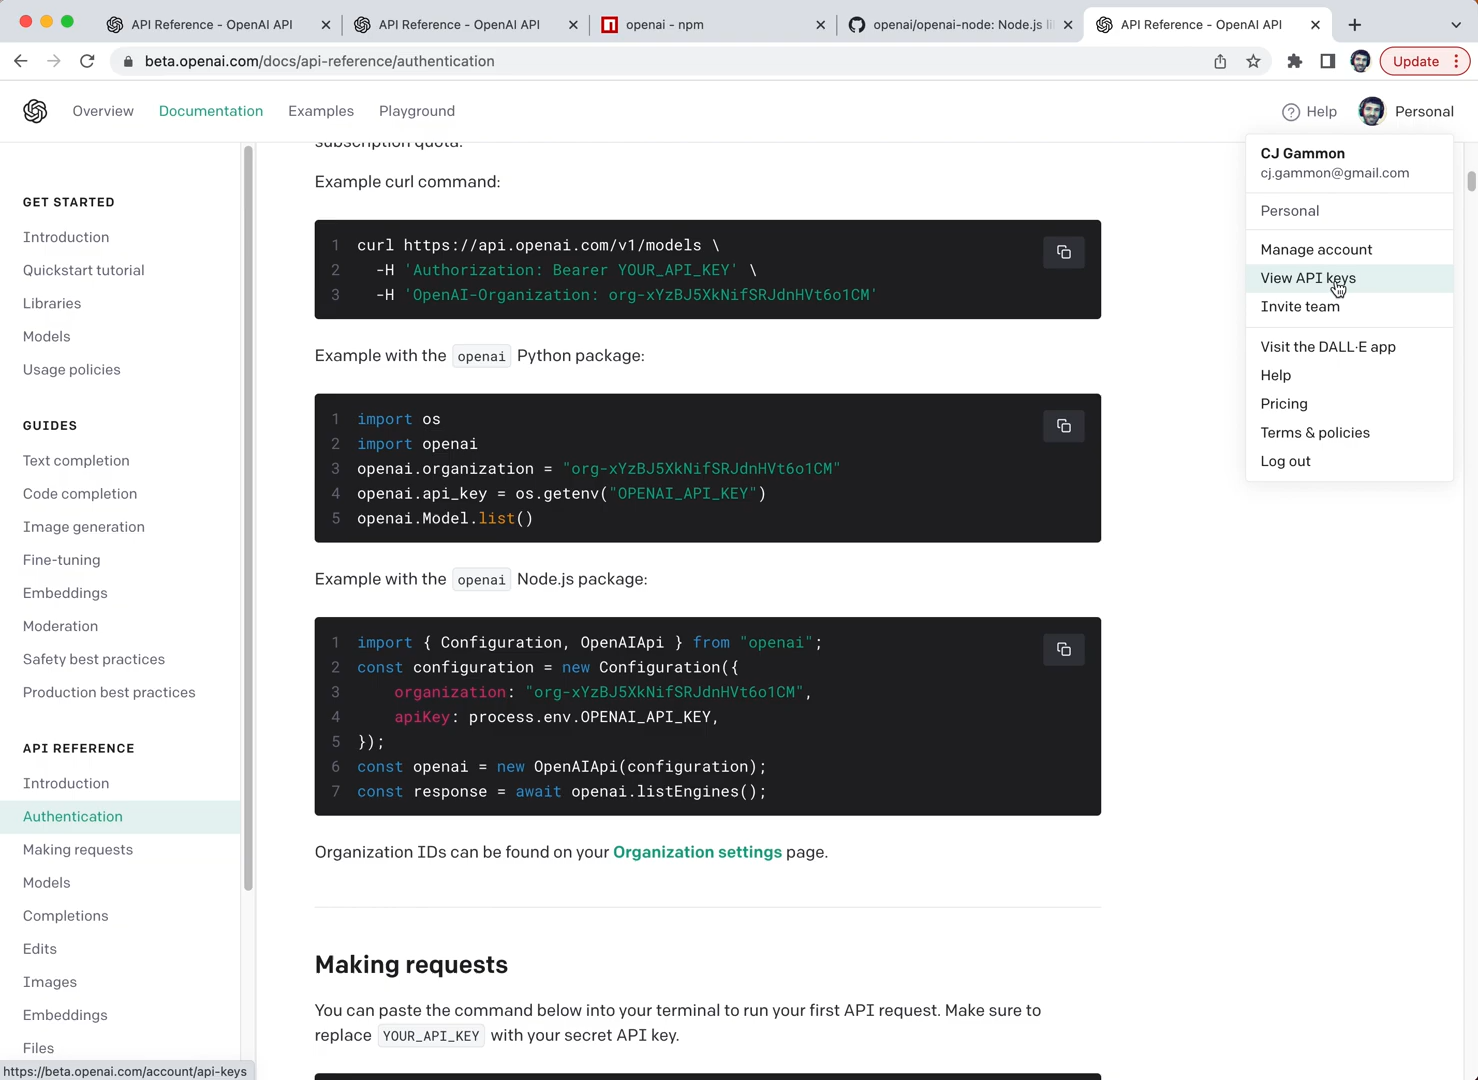 API Reference - OpenAI API
API Reference - OpenAI API
openai - npm
openai/openai-node: Node.js li
API Reference - OpenAI API
beta.openai.com/docs/api-reference/authentication
Update
Overview
Documentation
Examples
Playground
Help
Personal
CJ Gammon
cj.gammon@gmail.com
Personal
Manage account
View API keys
Invite team
Visit the DALL·E app
Help
Pricing
Terms & policies
Log out
GET STARTED
Introduction
Quickstart tutorial
Libraries
Models
Usage policies
GUIDES
Text completion
Code completion
Image generation
Fine-tuning
Embeddings
Moderation
Safety best practices
Production best practices
API REFERENCE
Introduction
Authentication
Making requests
Models
Completions
Edits
Images
Embeddings
Files
https://beta.openai.com/account/api-keys
subscription quota.
Example curl command:
1 curl https://api.openai.com/v1/models \
2 -H 'Authorization: Bearer YOUR_API_KEY' \
3 -H 'OpenAI-Organization: org-xYzBJ5XkNifSRJdnHVt6o1CM'
Example with the openai Python package:
1 import os
2 import openai
3 openai.organization = "org-xYzBJ5XkNifSRJdnHVt6o1CM"
4 openai.api_key = os.getenv("OPENAI_API_KEY")
5 openai.Model.list()
Example with the openai Node.js package:
1 import { Configuration, OpenAIApi } from "openai";
2 const configuration = new Configuration({
3 organization: "org-xYzBJ5XkNifSRJdnHVt6o1CM",
4 apiKey: process.env.OPENAI_API_KEY,
5 });
6 const openai = new OpenAIApi(configuration);
7 const response = await openai.listEngines();
Organization IDs can be found on your Organization settings page.
Making requests
You can paste the command below into your terminal to run your first API request. Make sure to
replace YOUR_API_KEY with your secret API key.